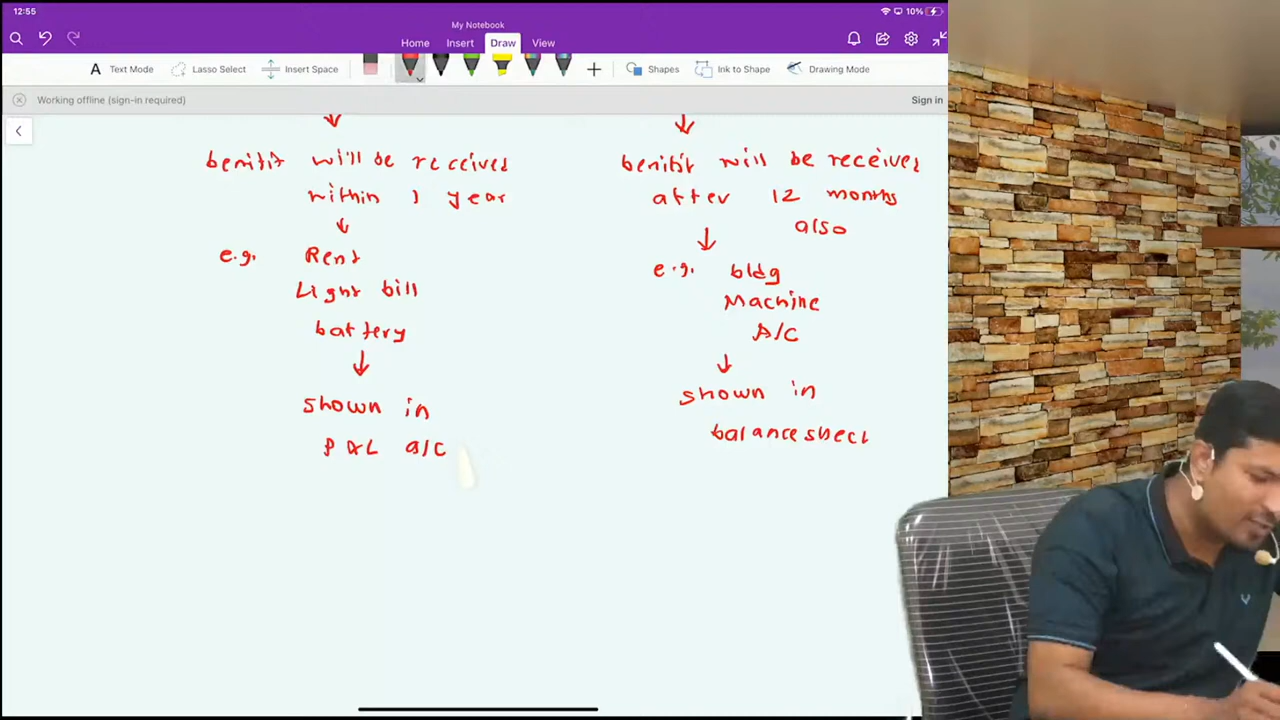 12:55
My Notebook
10%
Home Insert Draw View
Text Mode Lasso Select Insert Space Shapes Ink to Shape Drawing Mode
Working offline (sign-in required)
Sign in
benifit will be received
within 1 year
e.g. Rent
Light bill
battery
shown in
P&L a/c
benifit will be received
after 12 months
also
e.g. bldg
Machine
A/C
shown in
balancesheet